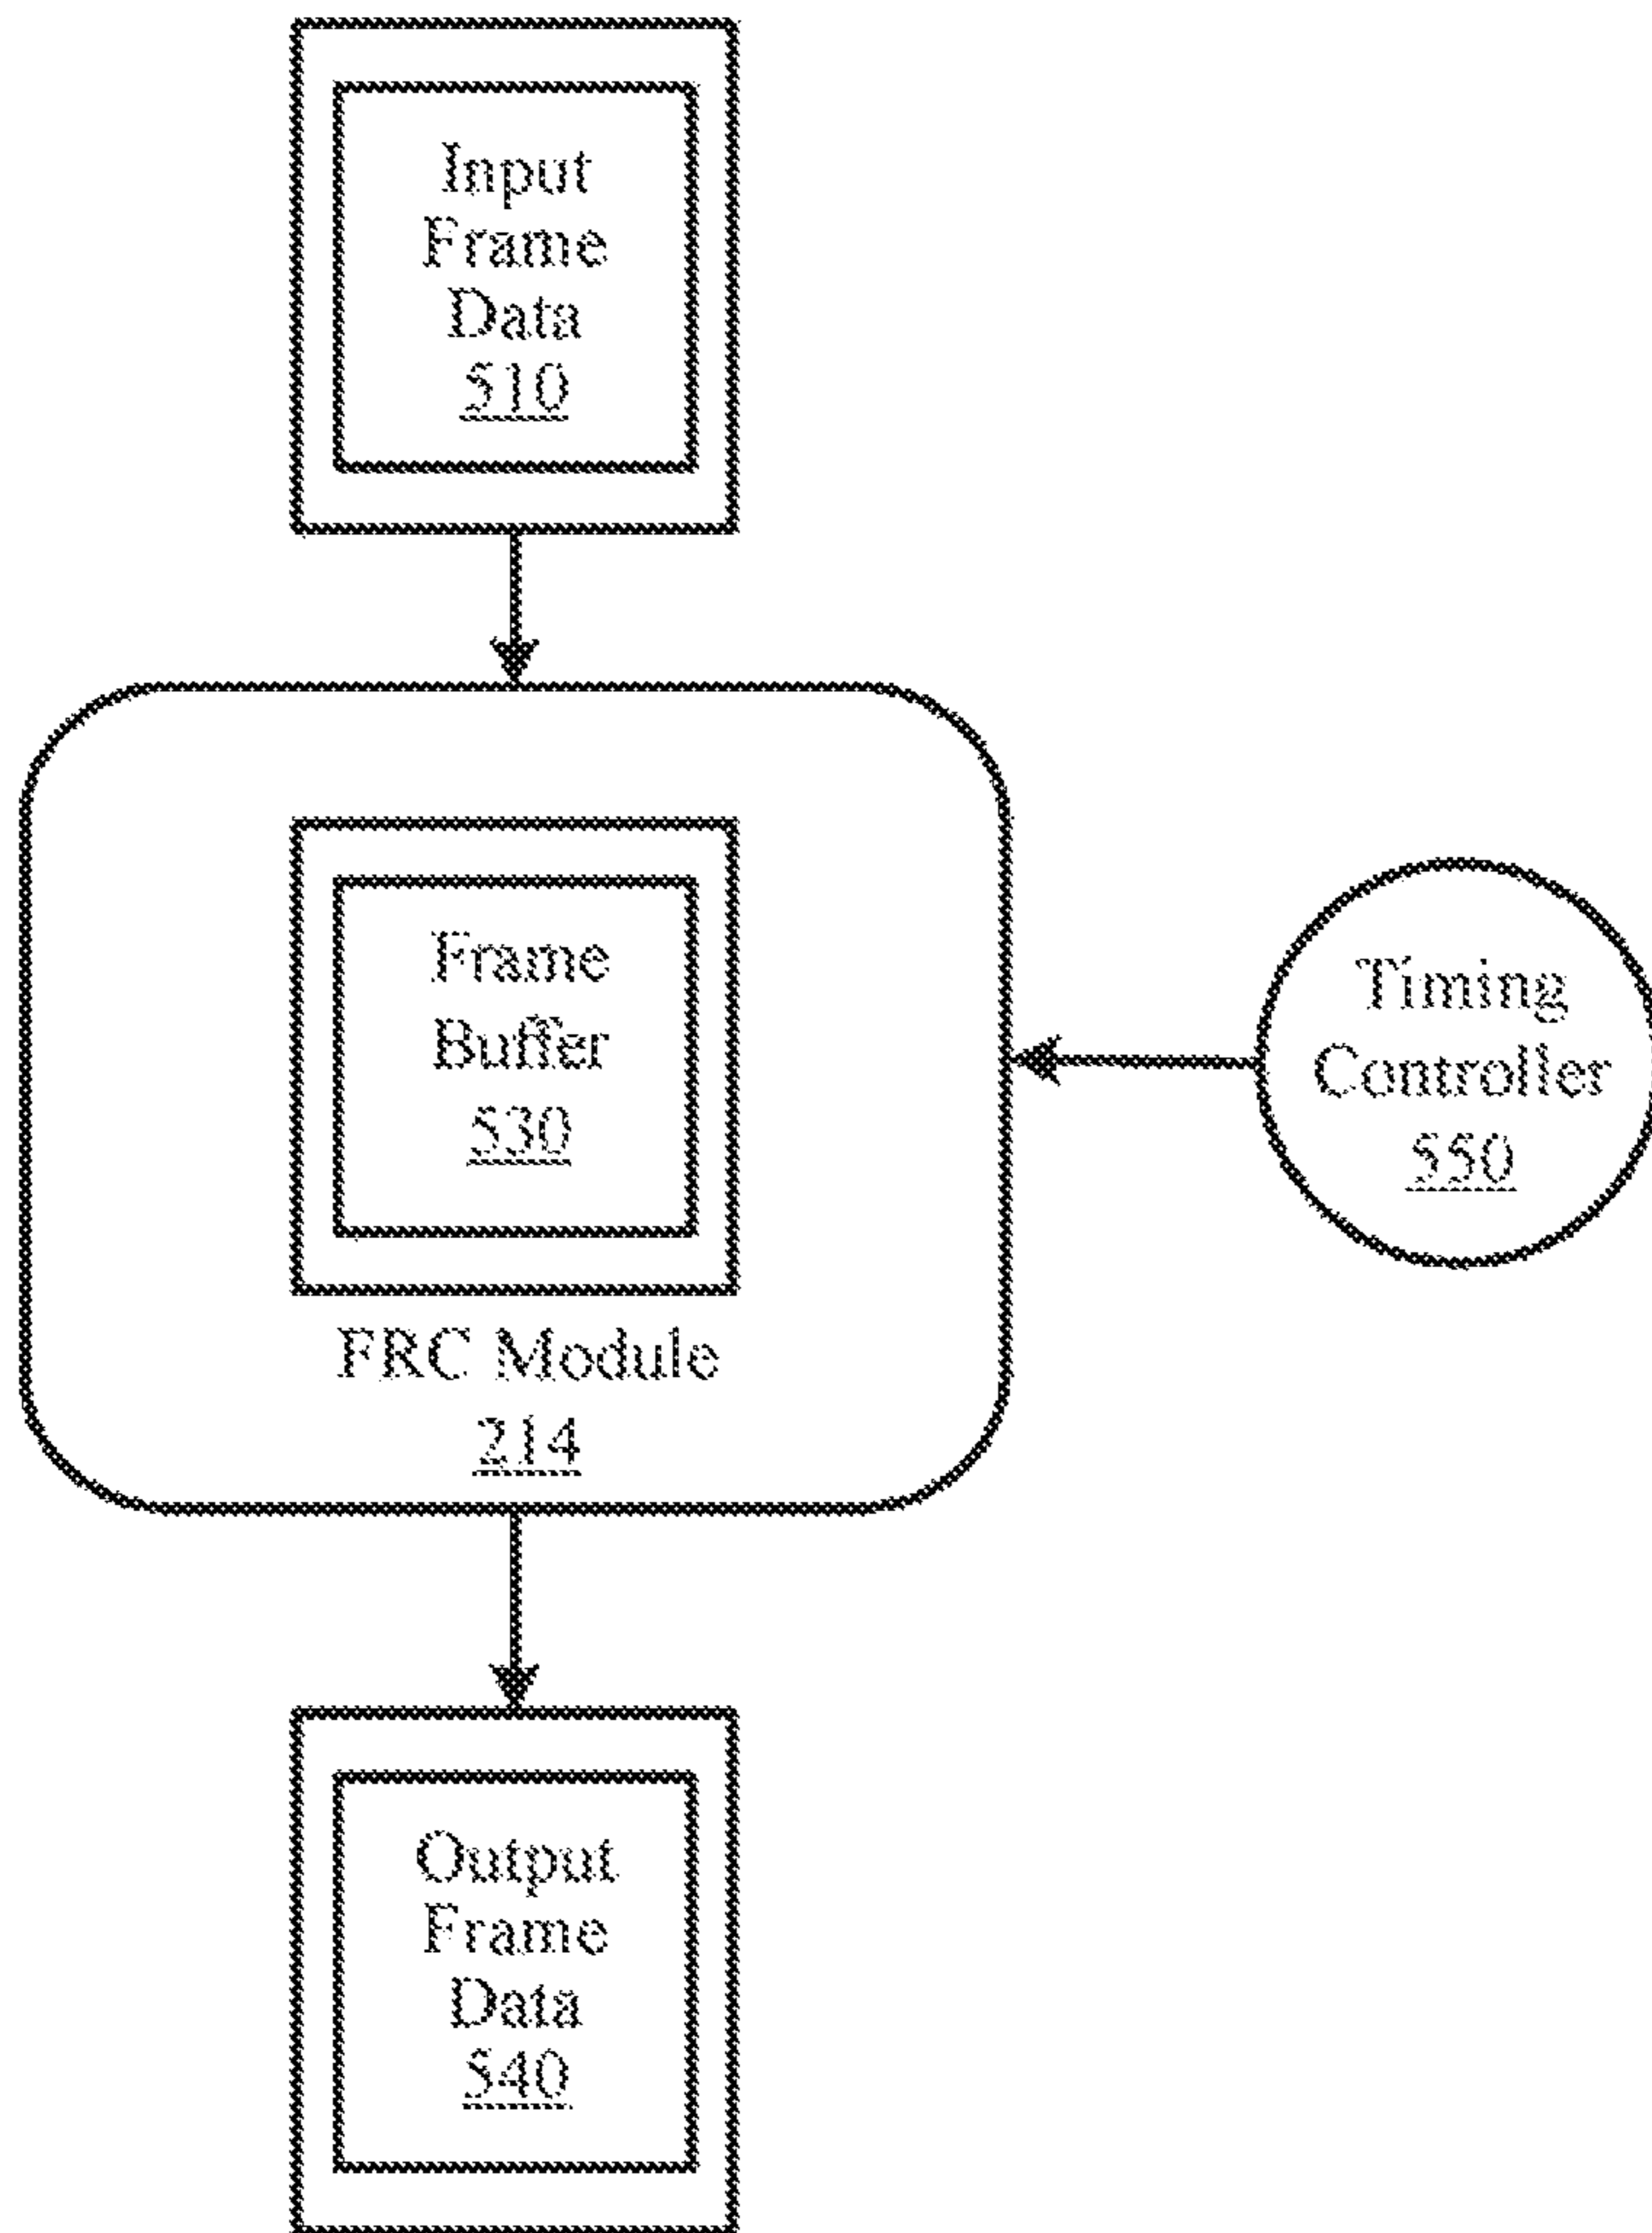 Input
Frame
Data
510
Frame
Buffer
530
FRC Module
214
Timing
Controller
550
Output
Frame
Data
540